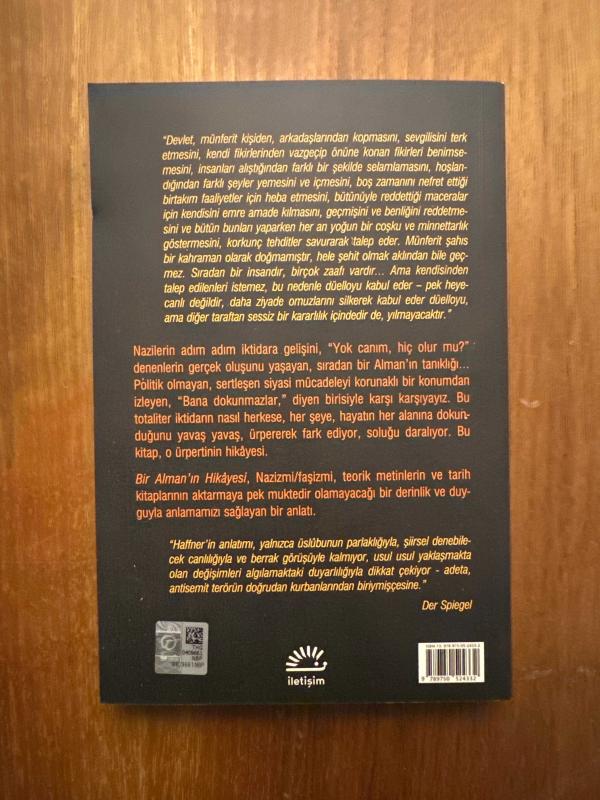 “Devlet, münferit kişiden, arkadaşlarından kopmasını, sevgilisini terk
etmesini, kendi fikirlerinden vazgeçip önüne konan fikirleri benimse-
mesini, insanları alıştığından farklı bir şekilde selamlamasını, hoşlan-
dığından farklı şeyler yemesini ve içmesini, boş zamanını nefret ettiği
birtakım faaliyetler için heba etmesini, bütünüyle reddettiği maceralar
için kendisini emre amade kılmasını, geçmişini ve benliğini reddetme-
sini ve bütün bunları yaparken her an yoğun bir coşku ve minnettarlık
göstermesini, korkunç tehditler savurarak talep eder. Münferit şahıs
bir kahraman olarak doğmamıştır, hele şehit olmak aklından bile geç-
mez. Sıradan bir insandır, birçok zaafı vardır... Ama kendisinden
talep edilenleri istemez, bu nedenle düelloyu kabul eder – pek heye-
canlı değildir, daha ziyade omuzlarını silkerek kabul eder düelloyu,
ama diğer taraftan sessiz bir kararlılık içindedir de, yılmayacaktır.”
Nazilerin adım adım iktidara gelişini, “Yok canım, hiç olur mu?”
denenlerin gerçek oluşunu yaşayan, sıradan bir Alman’ın tanıklığı...
Politik olmayan, sertleşen siyasi mücadeleyi korunaklı bir konumdan
izleyen, “Bana dokunmazlar,” diyen birisiyle karşı karşıyayız. Bu
totaliter iktidarın nasıl herkese, her şeye, hayatın her alanına dokun-
duğunu yavaş yavaş, ürpererek fark ediyor, soluğu daralıyor. Bu
kitap, o ürpertinin hikâyesi.
Bir Alman’ın Hikâyesi, Nazizmi/faşizmi, teorik metinlerin ve tarih
kitaplarının aktarmaya pek muktedir olamayacağı bir derinlik ve duy-
guyla anlamamızı sağlayan bir anlatı.
“Haffner’in anlatımı, yalnızca üslûbunun parlaklığıyla, şiirsel denebile-
cek canlılığıyla ve berrak görüşüyle kalmıyor, usul usul yaklaşmakta
olan değişimleri algılamaktaki duyarlılığıyla dikkat çekiyor - adeta,
antisemit terörün doğrudan kurbanlarından biriymişçesine.”
Der Spiegel
iletişim
9 789750 524332